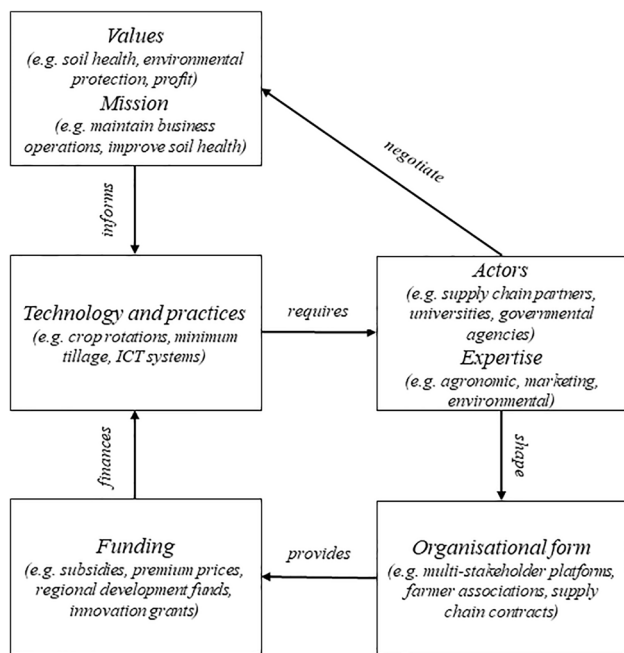 Values
(e.g. soil health, environmental
protection, profit)
Mission
(e.g. maintain business
operations, improve soil health)
negotiate
informs
Technology and practices
(e.g. crop rotations, minimum
tillage, ICT systems)
requires
Actors
(e.g. supply chain partners,
universities, governmental
agencies)
Expertise
(e.g. agronomic, marketing,
environmental)
finances
shape
Funding
(e.g. subsidies, premium prices,
regional development funds,
innovation grants)
provides
Organisational form
(e.g. multi-stakeholder platforms,
farmer associations, supply
chain contracts)